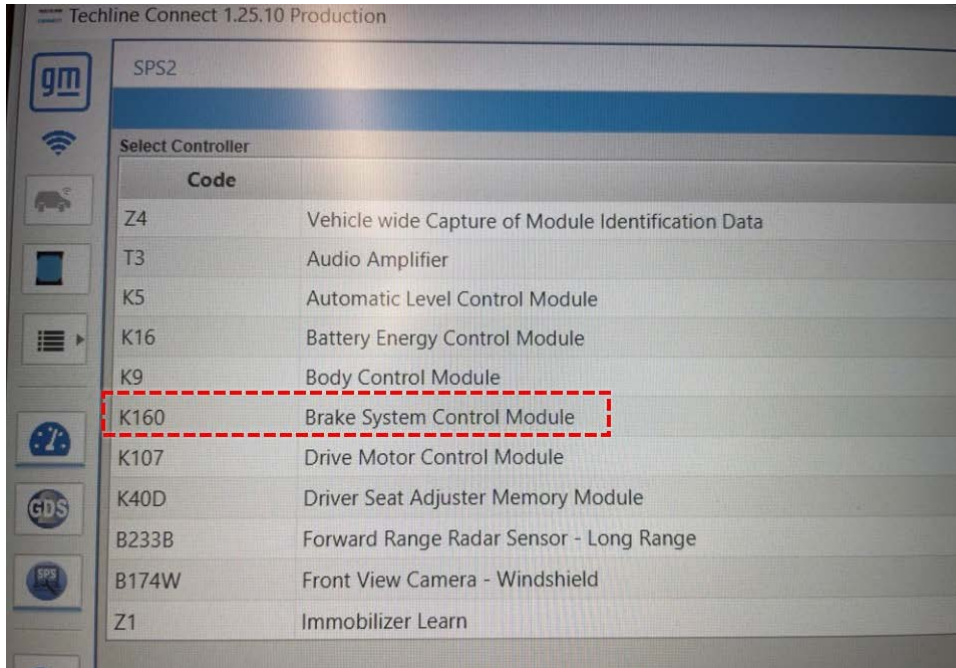 Techline Connect 1.25.10 Production
gm
SPS2
Select Controller
Code
Z4 Vehicle wide Capture of Module Identification Data
T3 Audio Amplifier
K5 Automatic Level Control Module
K16 Battery Energy Control Module
K9 Body Control Module
K160 Brake System Control Module
K107 Drive Motor Control Module
K40D Driver Seat Adjuster Memory Module
GDS
B233B Forward Range Radar Sensor - Long Range
SPS
B174W Front View Camera - Windshield
Z1 Immobilizer Learn